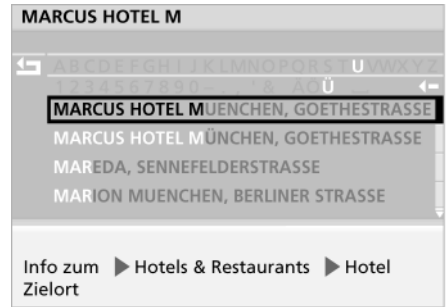 MARCUS HOTEL M
ABCDEFGHIJKLMNOPQRSTUVWXYZ
1234567890-.,'& ÄÖÜ
MARCUS HOTEL MUENCHEN, GOETHESTRASSE
MARCUS HOTEL MÜNCHEN, GOETHESTRASSE
MAREDA, SENNEFELDERSTRASSE
MARION MUENCHEN, BERLINER STRASSE
Info zum ▶ Hotels & Restaurants ▶ Hotel
Zielort